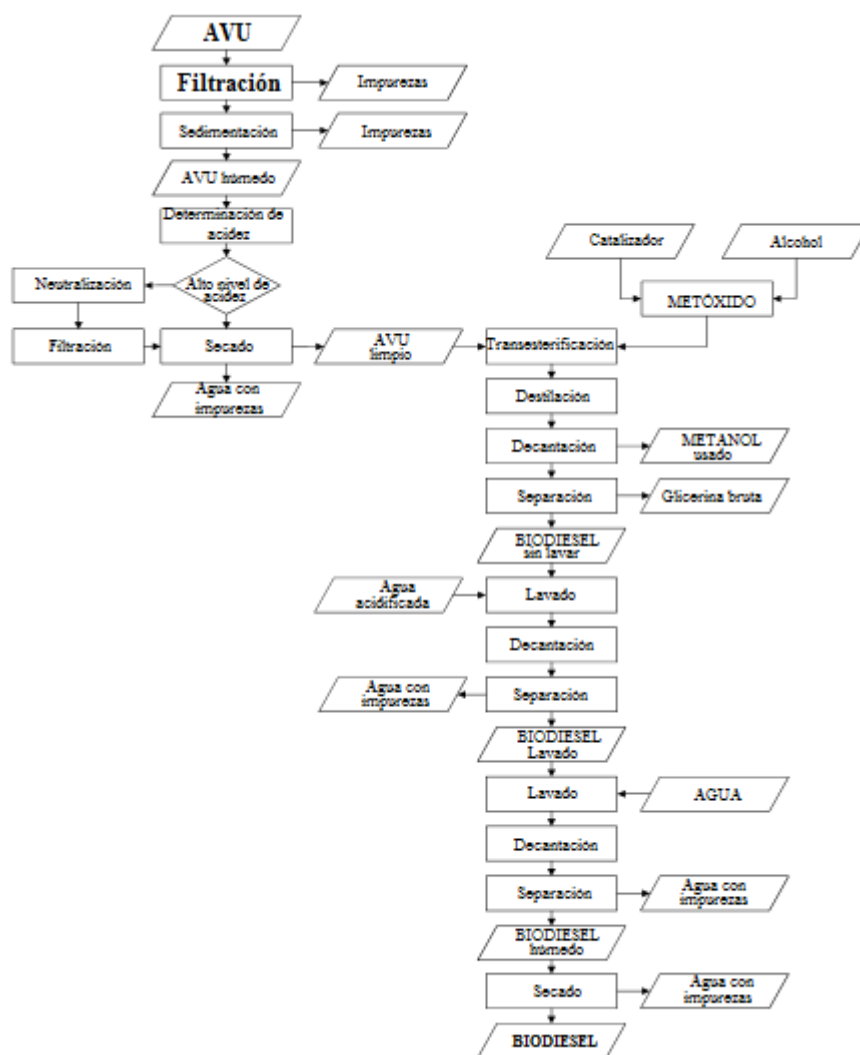 AVU
Filtración
Impurezas
Sedimentación
Impurezas
AVU húmedo
Determinación de
acidez
Catalizador
Alcohol
Neutralización
Alto nivel de
acidez
METÓXIDO
Filtración
Secado
AVU
limpio
Transesterificación
Agua con
impurezas
Destilación
Decantación
METANOL
usado
Separación
Glicerina bruta
BIODIESEL
sin lavar
Agua
acidificada
Lavado
Decantación
Agua con
impurezas
Separación
BIODIESEL
Lavado
Lavado
AGUA
Decantación
Separación
Agua con
impurezas
BIODIESEL
húmedo
Secado
Agua con
impurezas
BIODIESEL